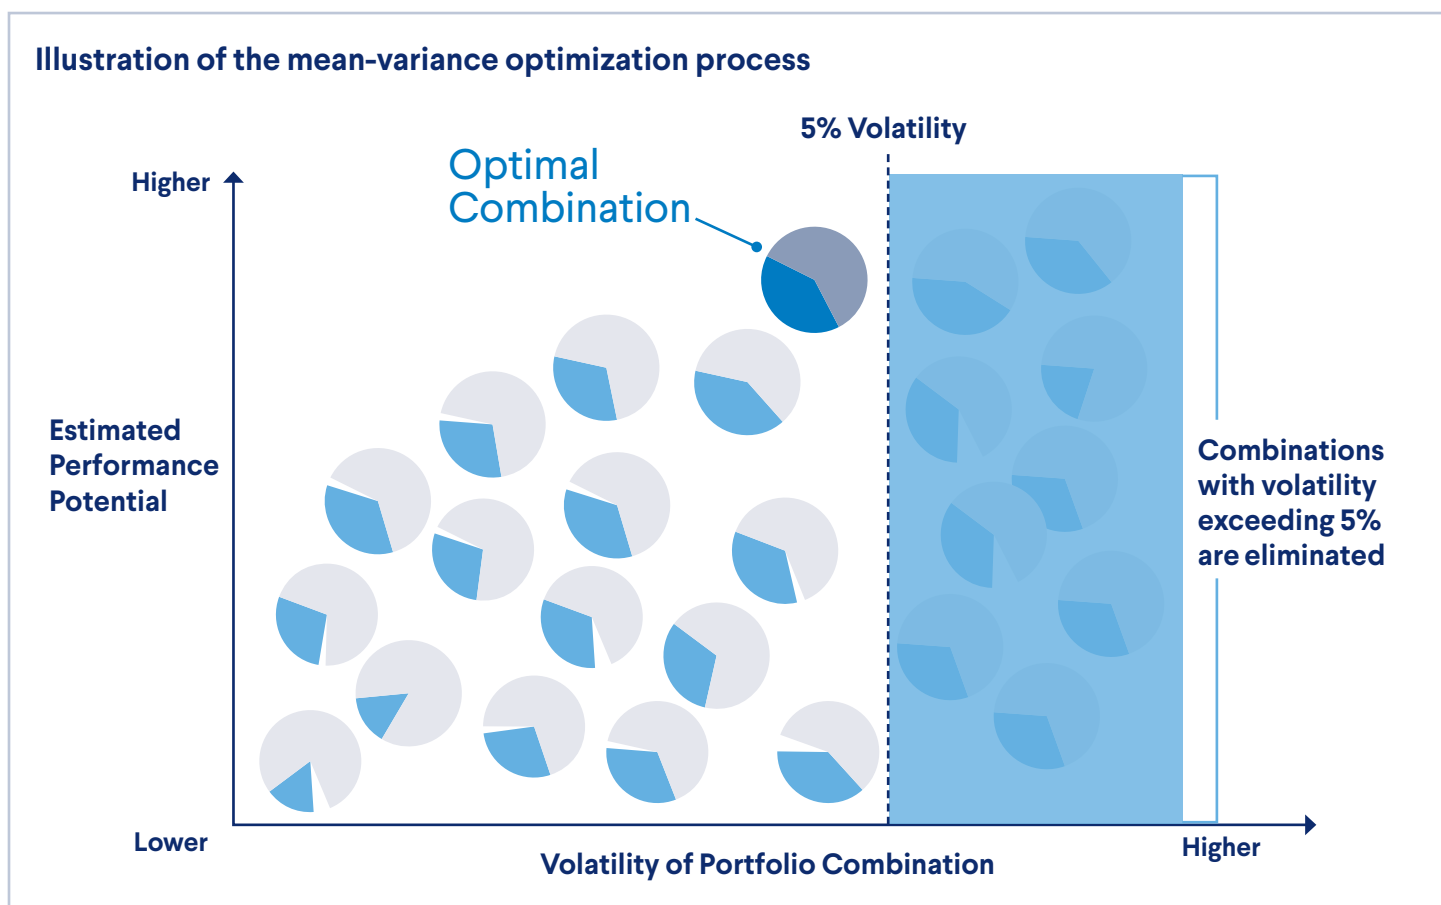 Illustration of the mean-variance optimization process
5% Volatility
Optimal
Combination
Higher
Estimated
Performance
Potential
Combinations
with volatility
exceeding 5%
are eliminated
Lower
Volatility of Portfolio Combination
Higher